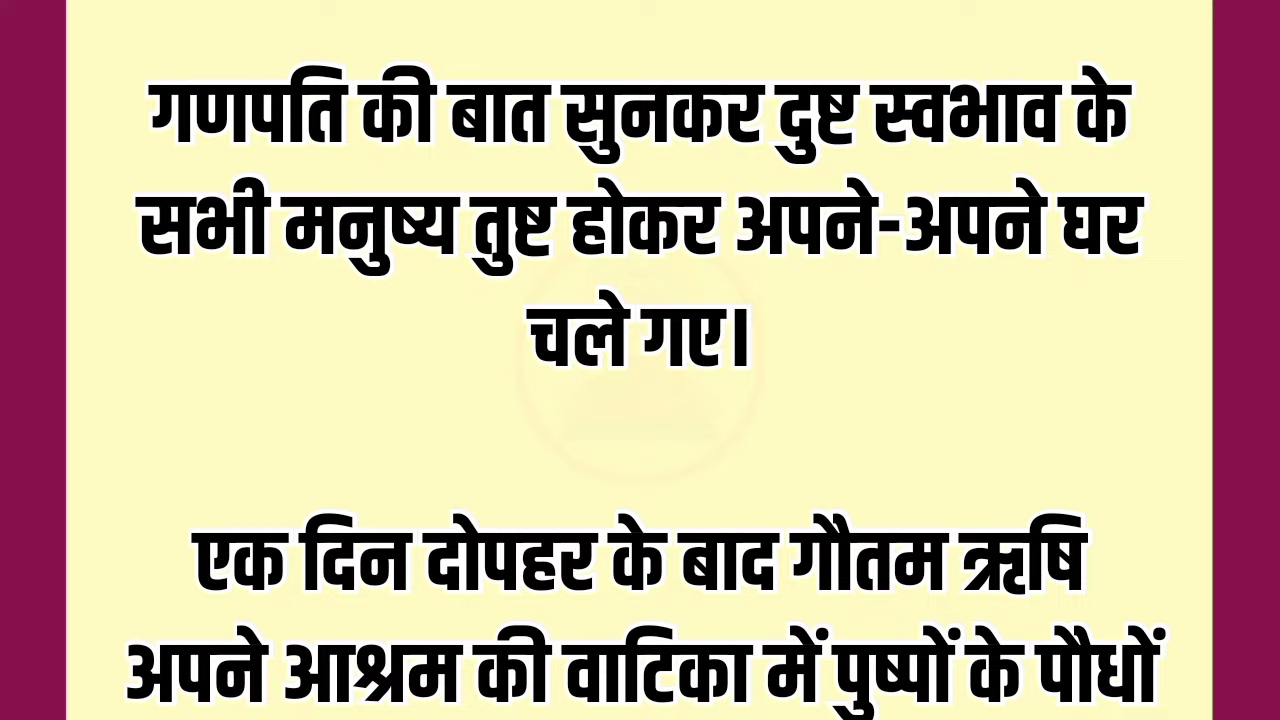 गणपति की बात सुनकर दुष्ट स्वभाव के
सभी मनुष्य तुष्ट होकर अपने-अपने घर
चले गए।
एक दिन दोपहर के बाद गौतम ऋषि
अपने आश्रम की वाटिका में पुष्पों के पौधों